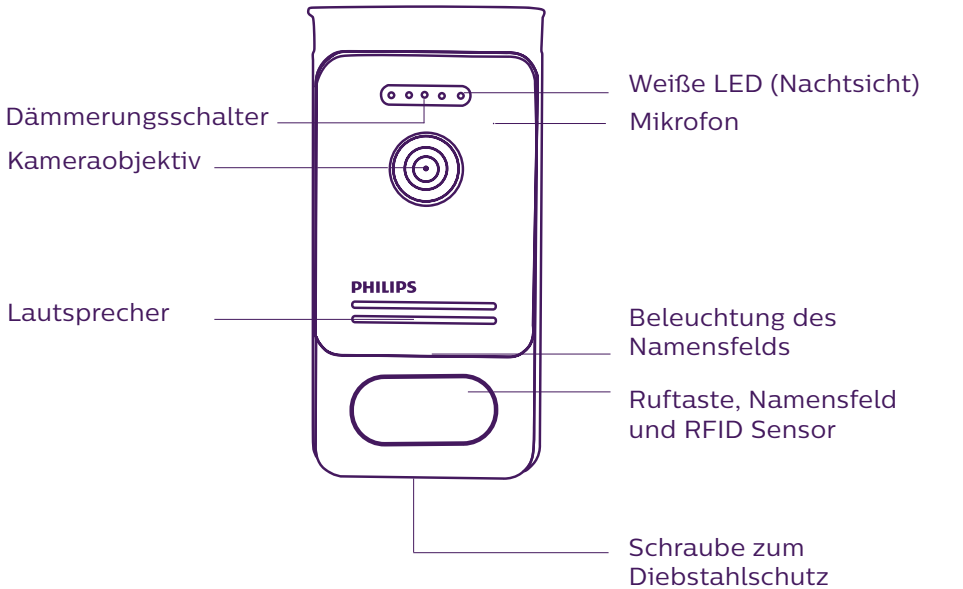 Weiße LED (Nachtsicht)
Dämmerungsschalter
Mikrofon
Kameraobjektiv
PHILIPS
Lautsprecher
Beleuchtung des
Namensfelds
Ruftaste, Namensfeld
und RFID Sensor
Schraube zum
Diebstahlschutz